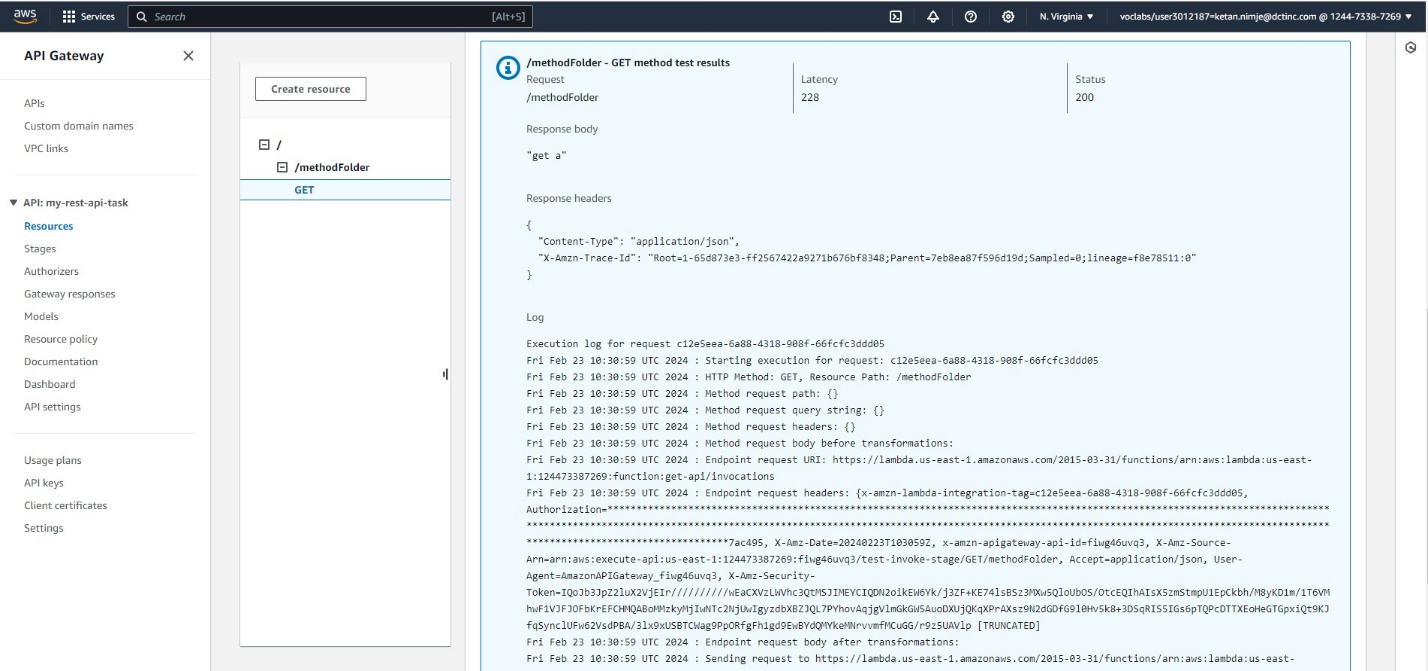 aws
Services
Search
[Alt+S]
N. Virginia
voclabs/user3012187=ketan.nimje@dctinc.com @ 1244-7338-7269
API Gateway
APIs
Custom domain names
VPC links
API: my-rest-api-task
Resources
Stages
Authorizers
Gateway responses
Models
Resource policy
Documentation
Dashboard
API settings
Usage plans
API keys
Client certificates
Settings
Create resource
/
/methodFolder
GET
/methodFolder - GET method test results
Request
/methodFolder
Latency
228
Status
200
Response body
"get a"
Response headers
{
"Content-Type": "application/json",
"X-Amzn-Trace-Id": "Root=1-65d873e3-ff2567422a9271b676bf8348;Parent=7eb8ea87f596d19d;Sampled=0;lineage=f8e78511:0"
}
Log
Execution log for request c12e5eea-6a88-4318-908f-66fcfc3ddd05
Fri Feb 23 10:30:59 UTC 2024 : Starting execution for request: c12e5eea-6a88-4318-908f-66fcfc3ddd05
Fri Feb 23 10:30:59 UTC 2024 : HTTP Method: GET, Resource Path: /methodFolder
Fri Feb 23 10:30:59 UTC 2024 : Method request path: {}
Fri Feb 23 10:30:59 UTC 2024 : Method request query string: {}
Fri Feb 23 10:30:59 UTC 2024 : Method request headers: {}
Fri Feb 23 10:30:59 UTC 2024 : Method request body before transformations:
Fri Feb 23 10:30:59 UTC 2024 : Endpoint request URI: https://lambda.us-east-1.amazonaws.com/2015-03-31/functions/arn:aws:lambda:us-east-
1:124473387269:function:get-api/invocations
Fri Feb 23 10:30:59 UTC 2024 : Endpoint request headers: {x-amzn-lambda-integration-tag=c12e5eea-6a88-4318-908f-66fcfc3ddd05,
Authorization=
7ac495, X-Amz-Date=20240223T103059Z, x-amzn-apigateway-api-id=fiwg46uvq3, X-Amz-Source-
Arn=arn:aws:execute-api:us-east-1:124473387269:fiwg46uvq3/test-invoke-stage/GET/methodFolder, Accept=application/json, User-
Agent=AmazonAPIGateway_fiwg46uvq3, X-Amz-Security-
[TRUNCATED]
Fri Feb 23 10:30:59 UTC 2024 : Endpoint request body after transformations:
Fri Feb 23 10:30:59 UTC 2024 : Sending request to https://lambda.us-east-1.amazonaws.com/2015-03-31/functions/arn:aws:lambda:us-east-